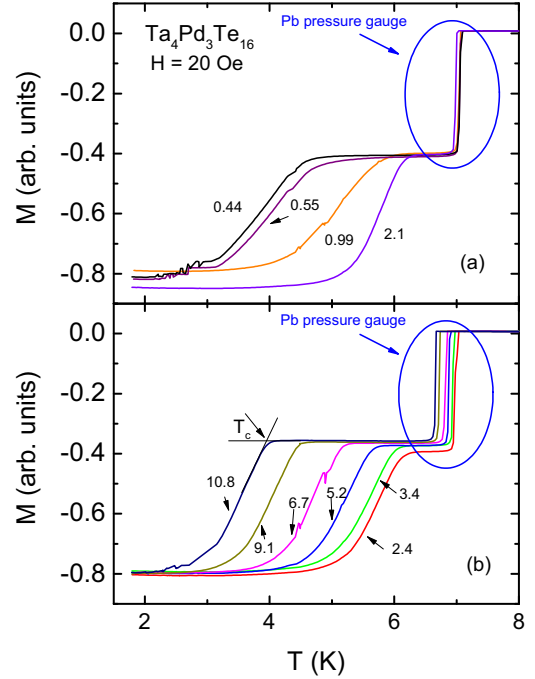 0.0
-0.2
-0.4
-0.6
-0.8
M (arb. units)
Ta4Pd3Te16
H = 20 Oe
Pb pressure gauge
0.44
0.55
0.99
2.1
(a)
0.0
-0.2
-0.4
-0.6
-0.8
M (arb. units)
Pb pressure gauge
Tc
10.8
9.1
6.7
5.2
3.4
2.4
(b)
2 4 6 8
T (K)